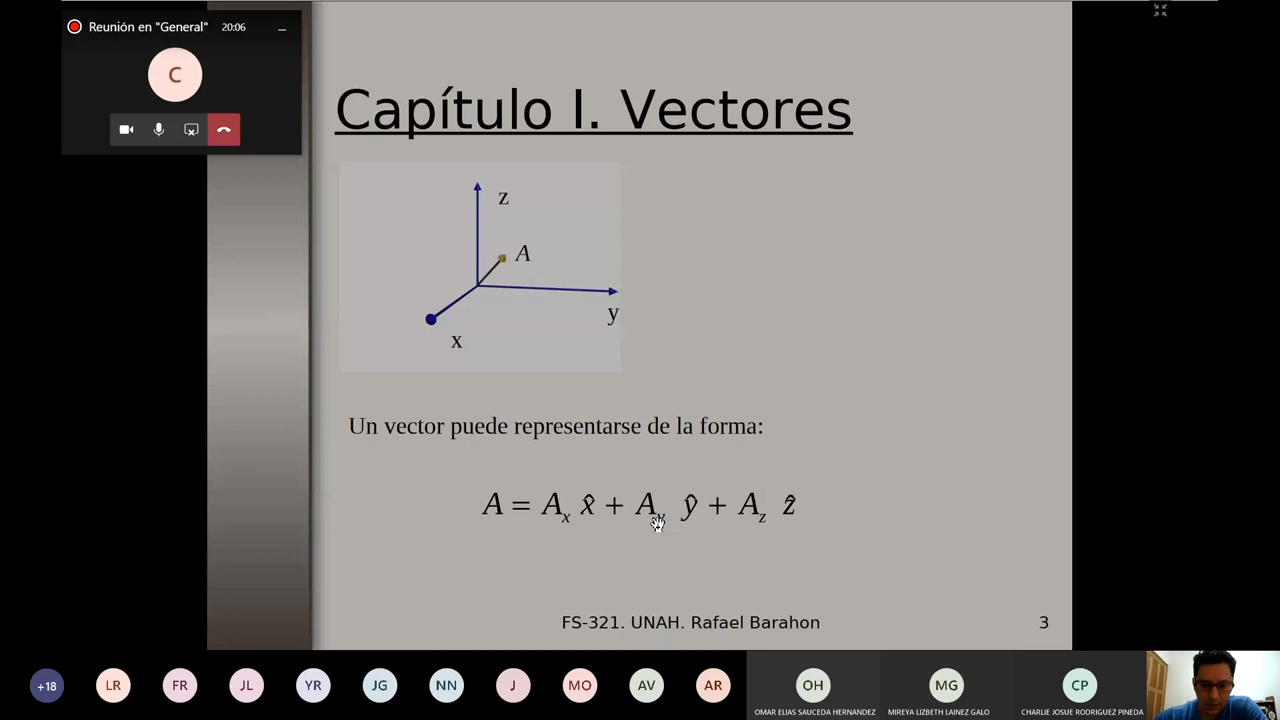 Reunión en "General" 20:06
C
Capítulo I. Vectores
z
A
y
x
Un vector puede representarse de la forma:
A = Aₓ x̂ + A_y ŷ + A_z ẑ
FS-321. UNAH. Rafael Barahon 3
+18 LR FR JL YR JG NN J MO AV AR OH MG CP
OMAR ELIAS SAUCEDA HERNANDEZ MIREYA LIZBETH LAINEZ GALO CHARLIE JOSUE RODRIGUEZ PINEDA